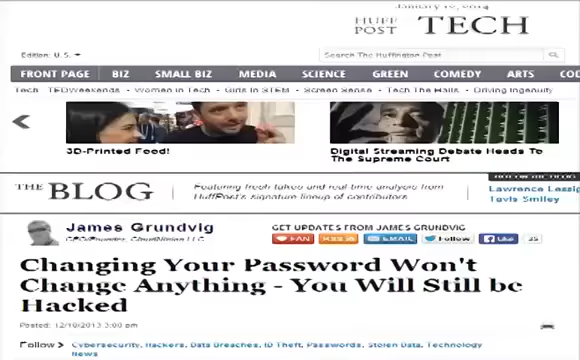 HUFF POST TECH
Edition: U.S.
Search The Huffington Post
FRONT PAGE BIZ SMALL BIZ MEDIA SCIENCE GREEN COMEDY ARTS
Tech TEDWeekends Women In Tech Girls In STEM Screen Sense Tech The Halls Driving Ingenuity
3D-Printed Food!
Digital Streaming Debate Heads To
The Supreme Court
THE BLOG
Featuring fresh takes and real-time analysis from
HuffPost's signature lineup of contributors
Lawrence Lessig
Tavis Smiley
James Grundvig
GET UPDATES FROM JAMES GRUNDVIG
FAN RSS EMAIL Follow Like 25
Changing Your Password Won't
Change Anything - You Will Still be
Hacked
Posted: 12/10/2013 3:00 pm
Follow > Cybersecurity, Hackers, Data Breaches, ID Theft, Passwords, Stolen Data, Technology
News